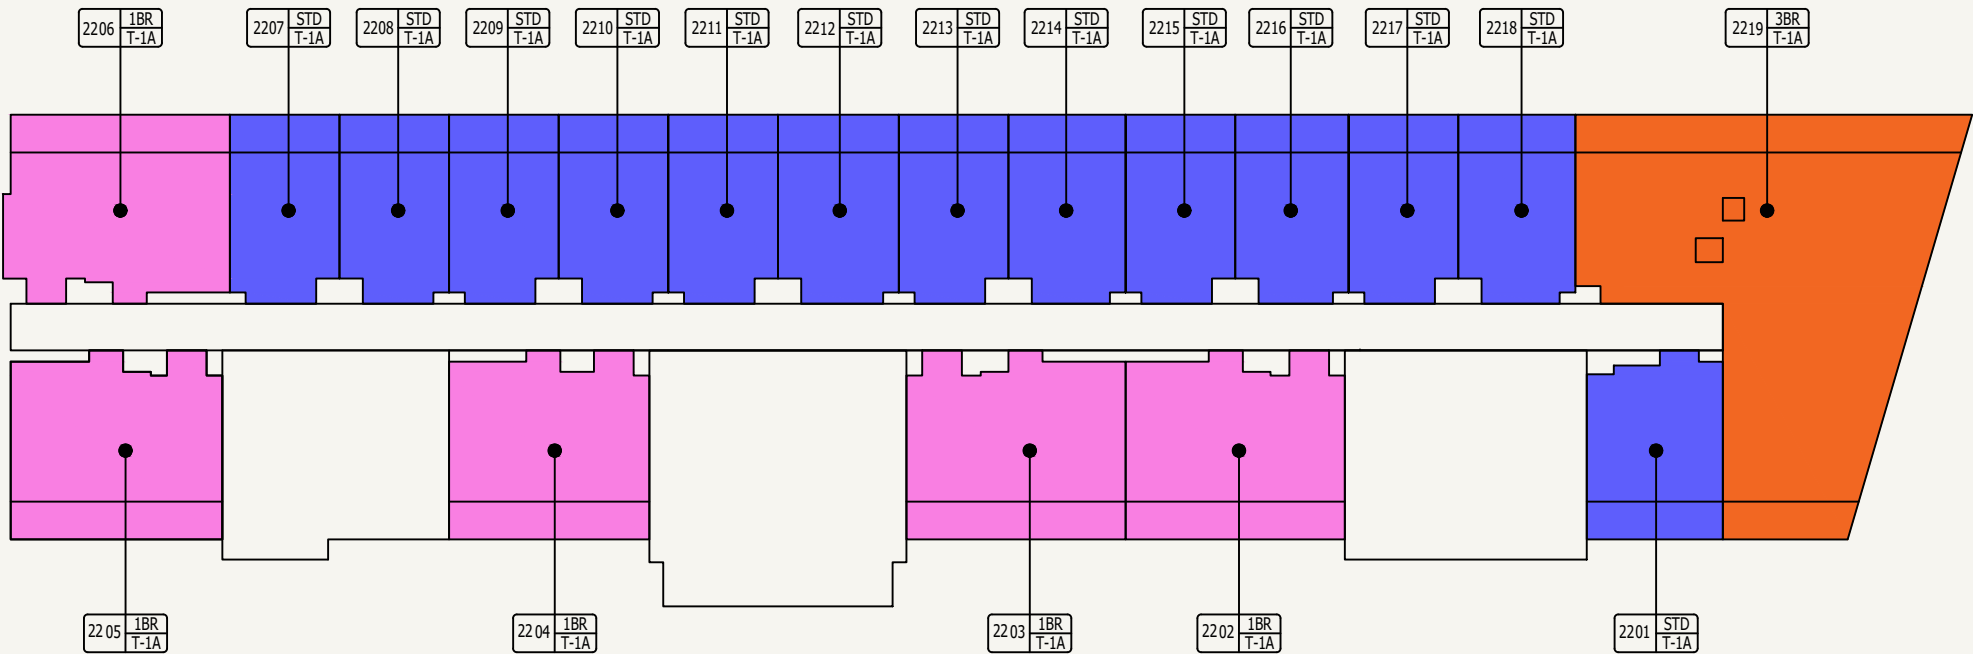 2206 1BR T-1A
2207 STD T-1A
2208 STD T-1A
2209 STD T-1A
2210 STD T-1A
2211 STD T-1A
2212 STD T-1A
2213 STD T-1A
2214 STD T-1A
2215 STD T-1A
2216 STD T-1A
2217 STD T-1A
2218 STD T-1A
2219 3BR T-1A
2205 1BR T-1A
2204 1BR T-1A
2203 1BR T-1A
2202 1BR T-1A
2201 STD T-1A